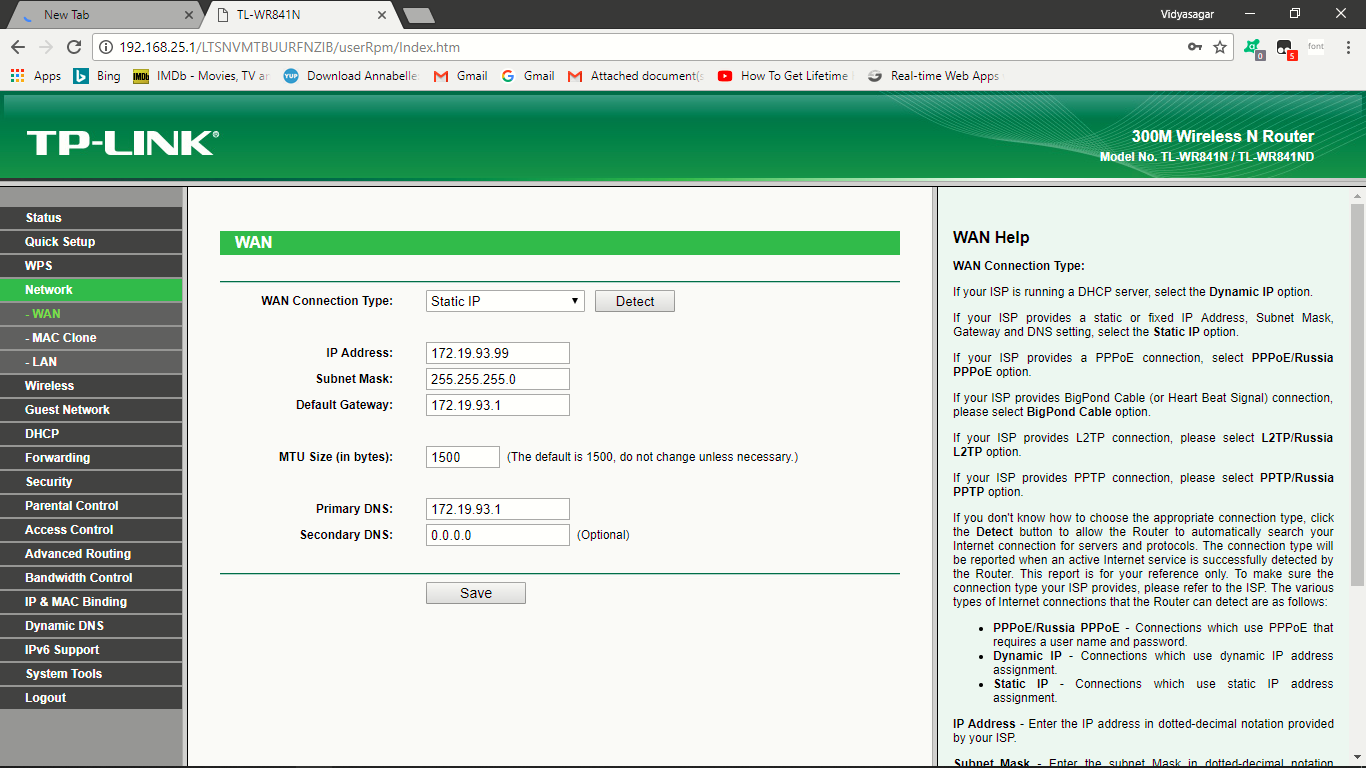 New Tab
TL-WR841N
Vidyasagar
192.168.25.1/LTSNVMTBUURFNZIB/userRpm/Index.htm
0
5
font
Apps
Bing
IMDb - Movies, TV an
YUP
Download Annabelle
Gmail
Gmail
Attached document(s
How To Get Lifetime
Real-time Web Apps
TP-LINK®
300M Wireless N Router
Model No. TL-WR841N / TL-WR841ND
Status
Quick Setup
WPS
Network
- WAN
- MAC Clone
- LAN
Wireless
Guest Network
DHCP
Forwarding
Security
Parental Control
Access Control
Advanced Routing
Bandwidth Control
IP & MAC Binding
Dynamic DNS
IPv6 Support
System Tools
Logout
WAN
WAN Connection Type: Static IP Detect
IP Address: 172.19.93.99
Subnet Mask: 255.255.255.0
Default Gateway: 172.19.93.1
MTU Size (in bytes): 1500 (The default is 1500, do not change unless necessary.)
Primary DNS: 172.19.93.1
Secondary DNS: 0.0.0.0 (Optional)
Save
WAN Help
WAN Connection Type:
If your ISP is running a DHCP server, select the Dynamic IP option.
If your ISP provides a static or fixed IP Address, Subnet Mask,
Gateway and DNS setting, select the Static IP option.
If your ISP provides a PPPoE connection, select PPPoE/Russia
PPPoE option.
If your ISP provides BigPond Cable (or Heart Beat Signal) connection,
please select BigPond Cable option.
If your ISP provides L2TP connection, please select L2TP/Russia
L2TP option.
If your ISP provides PPTP connection, please select PPTP/Russia
PPTP option.
If you don't know how to choose the appropriate connection type, click
the Detect button to allow the Router to automatically search your
Internet connection for servers and protocols. The connection type will
be reported when an active Internet service is successfully detected by
the Router. This report is for your reference only. To make sure the
connection type your ISP provides, please refer to the ISP. The various
types of Internet connections that the Router can detect are as follows:
• PPPoE/Russia PPPoE - Connections which use PPPoE that
requires a user name and password.
• Dynamic IP - Connections which use dynamic IP address
assignment.
• Static IP - Connections which use static IP address
assignment.
IP Address - Enter the IP address in dotted-decimal notation provided
by your ISP.
Subnet Mask - Enter the subnet Mask in dotted-decimal notation